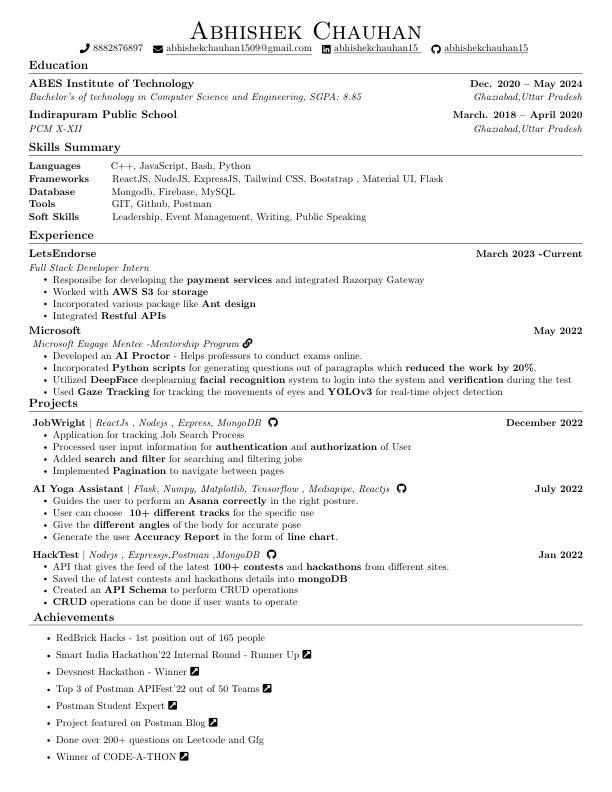 Abhishek Chauhan
8882876897 abhishekchauhan1509@gmail.com abhishekchauhan15 abhishekchauhan15
Education
ABES Institute of Technology Dec. 2020 – May 2024
Bachelor's of technology in Computer Science and Engineering, SGPA: 8.85 Ghaziabad,Uttar Pradesh
Indirapuram Public School March. 2018 – April 2020
PCM X-XII Ghaziabad,Uttar Pradesh
Skills Summary
Languages C++, JavaScript, Bash, Python
Frameworks ReactJS, NodeJS, ExpressJS, Tailwind CSS, Bootstrap , Material UI, Flask
Database Mongodb, Firebase, MySQL
Tools GIT, Github, Postman
Soft Skills Leadership, Event Management, Writing, Public Speaking
Experience
LetsEndorse March 2023 -Current
Full Stack Developer Intern
• Responsibe for developing the payment services and integrated Razorpay Gateway
• Worked with AWS S3 for storage
• Incorporated various package like Ant design
• Integrated Restful APIs
Microsoft May 2022
Microsoft Engage Mentee -Mentorship Program
• Developed an AI Proctor - Helps professors to conduct exams online.
• Incorporated Python scripts for generating questions out of paragraphs which reduced the work by 20%.
• Utilized DeepFace deeplearning facial recognition system to login into the system and verification during the test
• Used Gaze Tracking for tracking the movements of eyes and YOLOv3 for real-time object detection
Projects
JobWright | ReactJs , Nodejs , Express, MongoDB December 2022
• Application for tracking Job Search Process
• Processed user input information for authentication and authorization of User
• Added search and filter for searching and filtering jobs
• Implemented Pagination to navigate between pages
AI Yoga Assistant | Flask, Numpy, Matplotlib, Tensorflow , Mediapipe, Reactjs July 2022
• Guides the user to perform an Asana correctly in the right posture.
• User can choose 10+ different tracks for the specific use
• Give the different angles of the body for accurate pose
• Generate the user Accuracy Report in the form of line chart.
HackTest | Nodejs , Expressjs,Postman ,MongoDB Jan 2022
• API that gives the feed of the latest 100+ contests and hackathons from different sites.
• Saved the of latest contests and hackathons details into mongoDB
• Created an API Schema to perform CRUD operations
• CRUD operations can be done if user wants to operate
Achievements
• RedBrick Hacks - 1st position out of 165 people
• Smart India Hackathon'22 Internal Round - Runner Up
• Devsnest Hackathon - Winner
• Top 3 of Postman APIFest'22 out of 50 Teams
• Postman Student Expert
• Project featured on Postman Blog
• Done over 200+ questions on Leetcode and Gfg
• Winner of CODE-A-THON